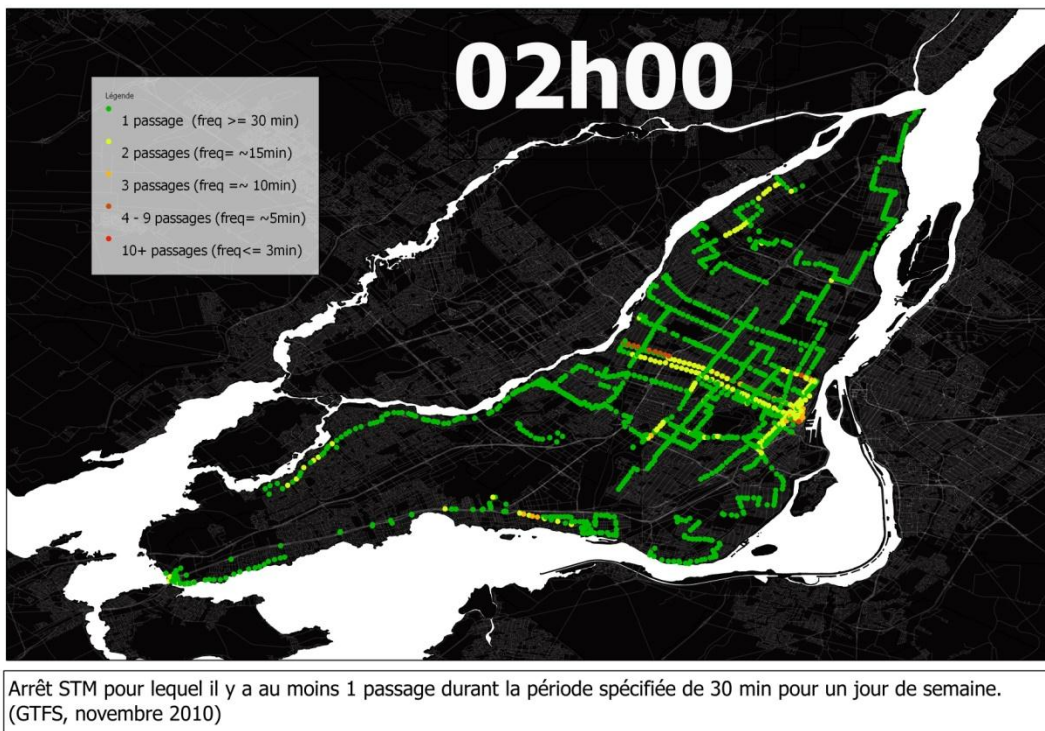 02h00
Légende
1 passage (freq >= 30 min)
2 passages (freq= ~15min)
3 passages (freq =~ 10min)
4 - 9 passages (freq= ~5min)
10+ passages (freq<= 3min)
Arrêt STM pour lequel il y a au moins 1 passage durant la période spécifiée de 30 min pour un jour de semaine.
(GTFS, novembre 2010)